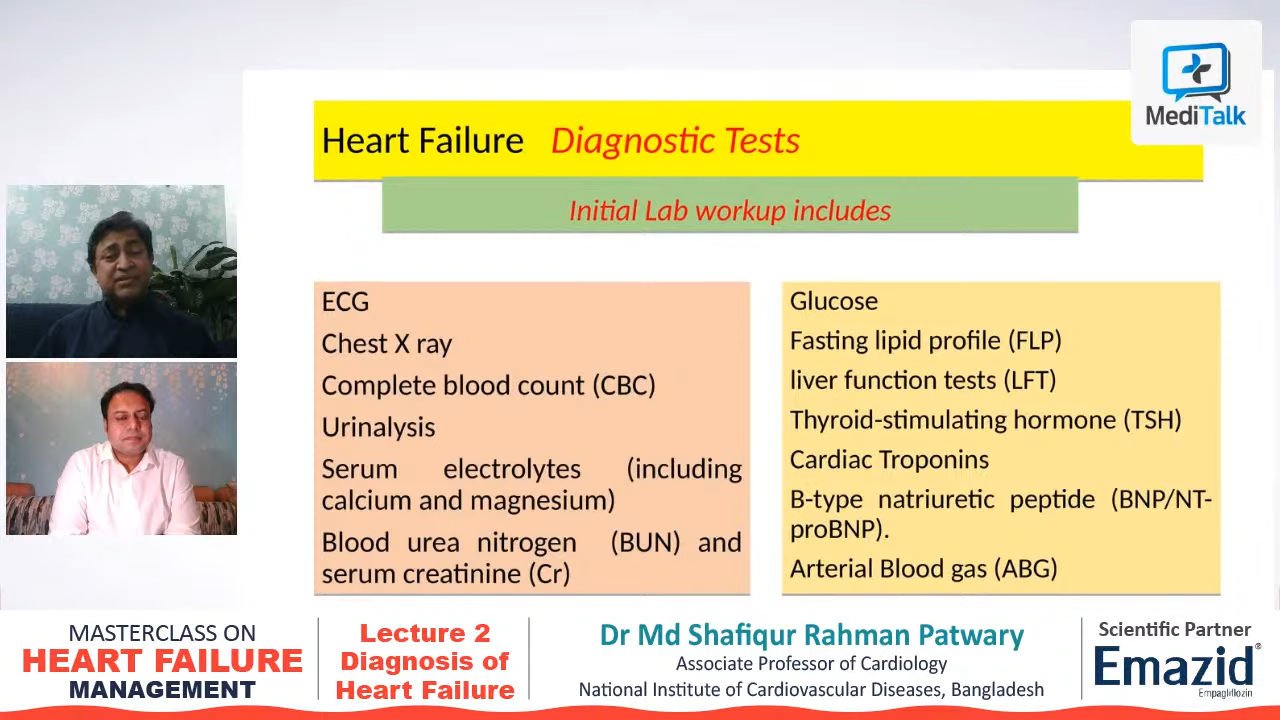 MediTalk
Heart Failure Diagnostic Tests
Initial Lab workup includes
ECG
Chest X ray
Complete blood count (CBC)
Urinalysis
Serum electrolytes (including
calcium and magnesium)
Blood urea nitrogen (BUN) and
serum creatinine (Cr)
Glucose
Fasting lipid profile (FLP)
liver function tests (LFT)
Thyroid-stimulating hormone (TSH)
Cardiac Troponins
B-type natriuretic peptide (BNP/NT-
proBNP).
Arterial Blood gas (ABG)
MASTERCLASS ON
HEART FAILURE
MANAGEMENT
Lecture 2
Diagnosis of
Heart Failure
Dr Md Shafiqur Rahman Patwary
Associate Professor of Cardiology
National Institute of Cardiovascular Diseases, Bangladesh
Scientific Partner
Emazid®
Empagliflozin